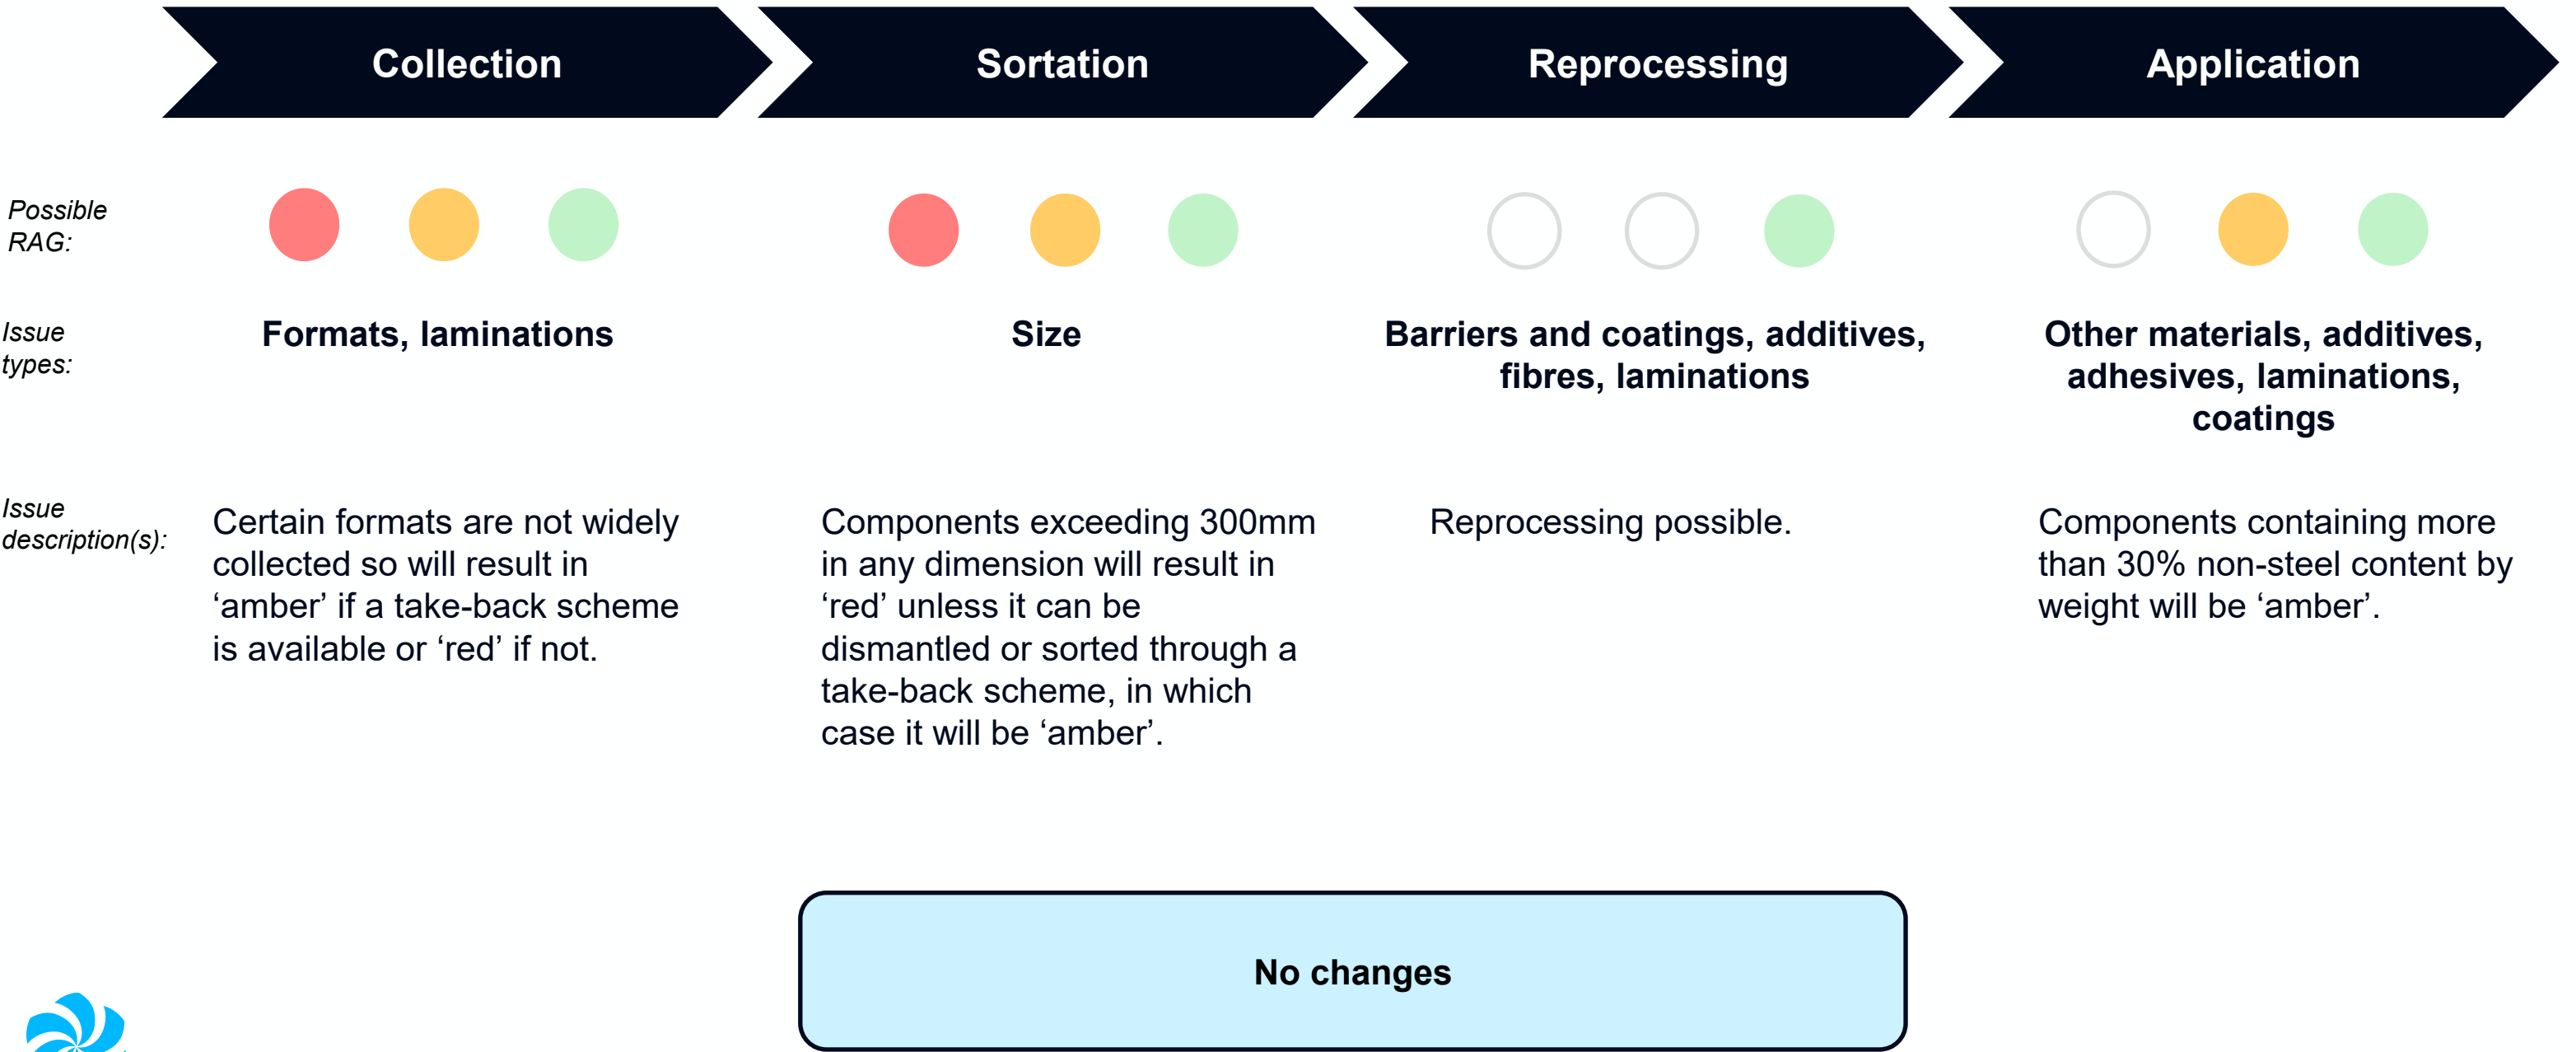 Collection
Sortation
Reprocessing
Application
Possible
RAG:
Issue
types:
Formats, laminations
Size
Barriers and coatings, additives,
fibres, laminations
Other materials, additives,
adhesives, laminations,
coatings
Issue
description(s):
Certain formats are not widely
collected so will result in
‘amber’ if a take-back scheme
is available or ‘red’ if not.
Components exceeding 300mm
in any dimension will result in
‘red’ unless it can be
dismantled or sorted through a
take-back scheme, in which
case it will be ‘amber’.
Reprocessing possible.
Components containing more
than 30% non-steel content by
weight will be ‘amber’.
No changes